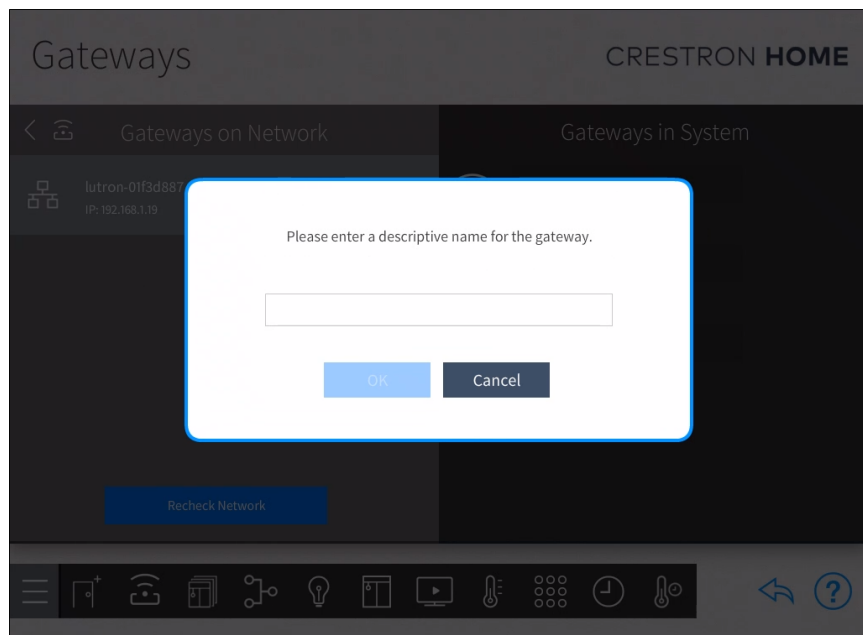 Gateways
CRESTRON HOME
Gateways on Network
Gateways in System
lutron-01f3d887
IP: 192.168.1.19
Please enter a descriptive name for the gateway.
OK
Cancel
Recheck Network
?